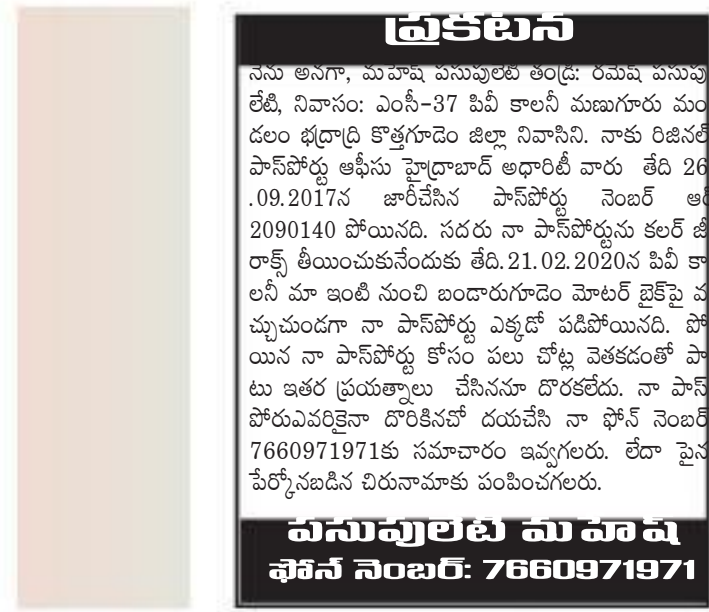 ప్రకటన
నేను అనగా, మహేష్ పసుపులేటి తండ్రి: రమేష్ పసుపు
లేటి, నివాసం: ఎంసీ-37 పివీ కాలనీ మణుగూరు మం
డలం భద్రాద్రి కొత్తగూడెం జిల్లా నివాసిని. నాకు రిజినల్
పాస్‌పోర్టు ఆఫీసు హైద్రాబాద్ అధారిటీ వారు తేది 26
.09.2017న జారీచేసిన పాస్‌పోర్టు నెంబర్ ఆర్
2090140 పోయినది. సదరు నా పాస్‌పోర్టును కలర్ జీ
రాక్స్ తీయించుకునేందుకు తేది.21.02.2020న పివీ కా
లనీ మా ఇంటి నుంచి బండారుగూడెం మోటర్ బైక్‌పై వ
చ్చుచుండగా నా పాస్‌పోర్టు ఎక్కడో పడిపోయినది. పో
యిన నా పాస్‌పోర్టు కోసం పలు చోట్ల వెతకడంతో పా
టు ఇతర ప్రయత్నాలు చేసిననూ దొరకలేదు. నా పాస్
పోరుఎవరికైనా దొరికినచో దయచేసి నా ఫోన్ నెంబర్
7660971971కు సమాచారం ఇవ్వగలరు. లేదా పైన
పేర్కోనబడిన చిరునామాకు పంపించగలరు.
పసుపులేటి మహేష్
ఫోన్ నెంబర్: 7660971971